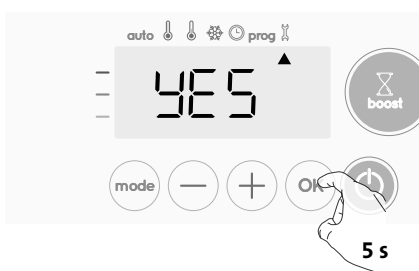 auto prog
YES
boost
mode − + OK
5 s